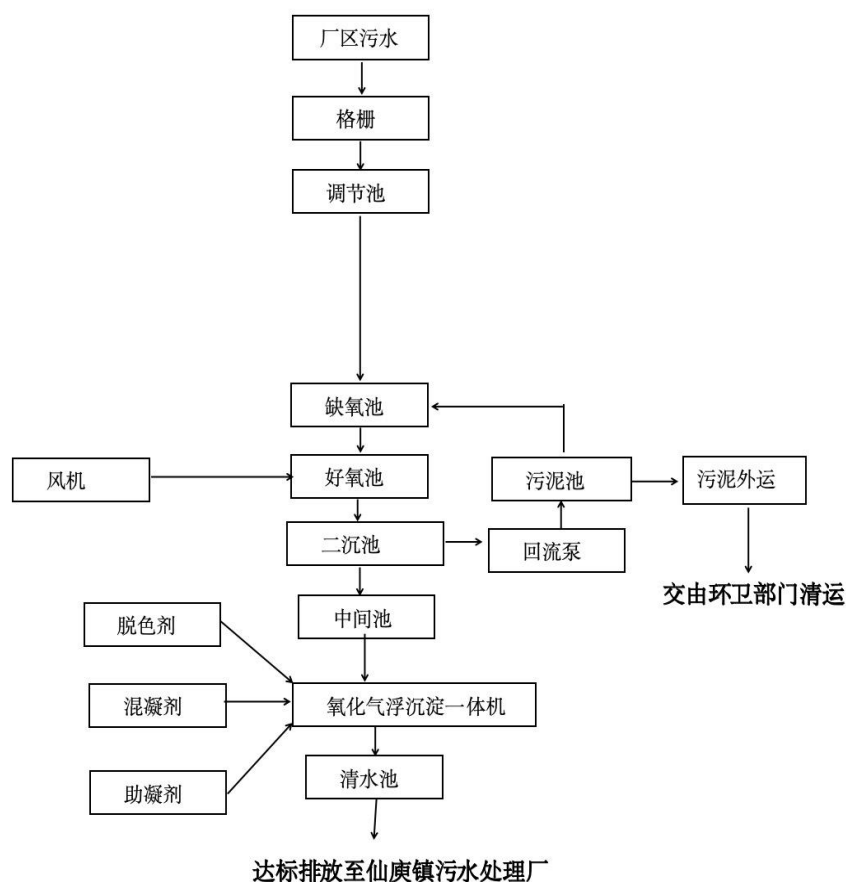 厂区污水
格栅
调节池
缺氧池
风机
好氧池
污泥池
污泥外运
二沉池
回流泵
交由环卫部门清运
脱色剂
中间池
混凝剂
氧化气浮沉淀一体机
助凝剂
清水池
达标排放至仙庾镇污水处理厂